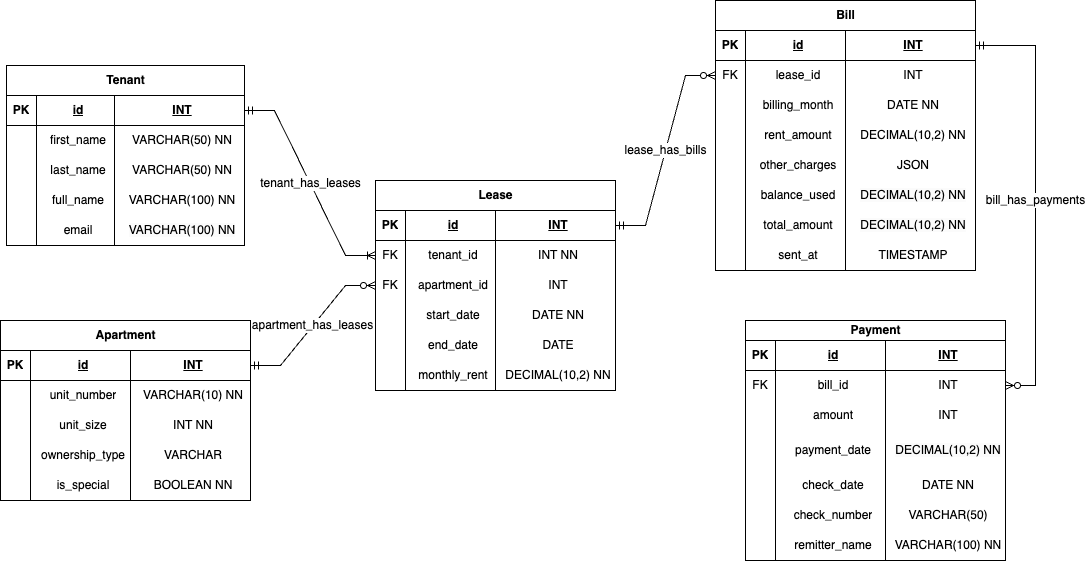 Bill
PK id INT
FK lease_id INT
billing_month DATE NN
rent_amount DECIMAL(10,2) NN
other_charges JSON
balance_used DECIMAL(10,2) NN
total_amount DECIMAL(10,2) NN
sent_at TIMESTAMP
Tenant
PK id INT
first_name VARCHAR(50) NN
last_name VARCHAR(50) NN
full_name VARCHAR(100) NN
email VARCHAR(100) NN
tenant_has_leases
lease_has_bills
bill_has_payments
Lease
PK id INT
FK tenant_id INT NN
FK apartment_id INT
start_date DATE NN
end_date DATE
monthly_rent DECIMAL(10,2) NN
apartment_has_leases
Apartment
PK id INT
unit_number VARCHAR(10) NN
unit_size INT NN
ownership_type VARCHAR
is_special BOOLEAN NN
Payment
PK id INT
FK bill_id INT
amount INT
payment_date DECIMAL(10,2) NN
check_date DATE NN
check_number VARCHAR(50)
remitter_name VARCHAR(100) NN